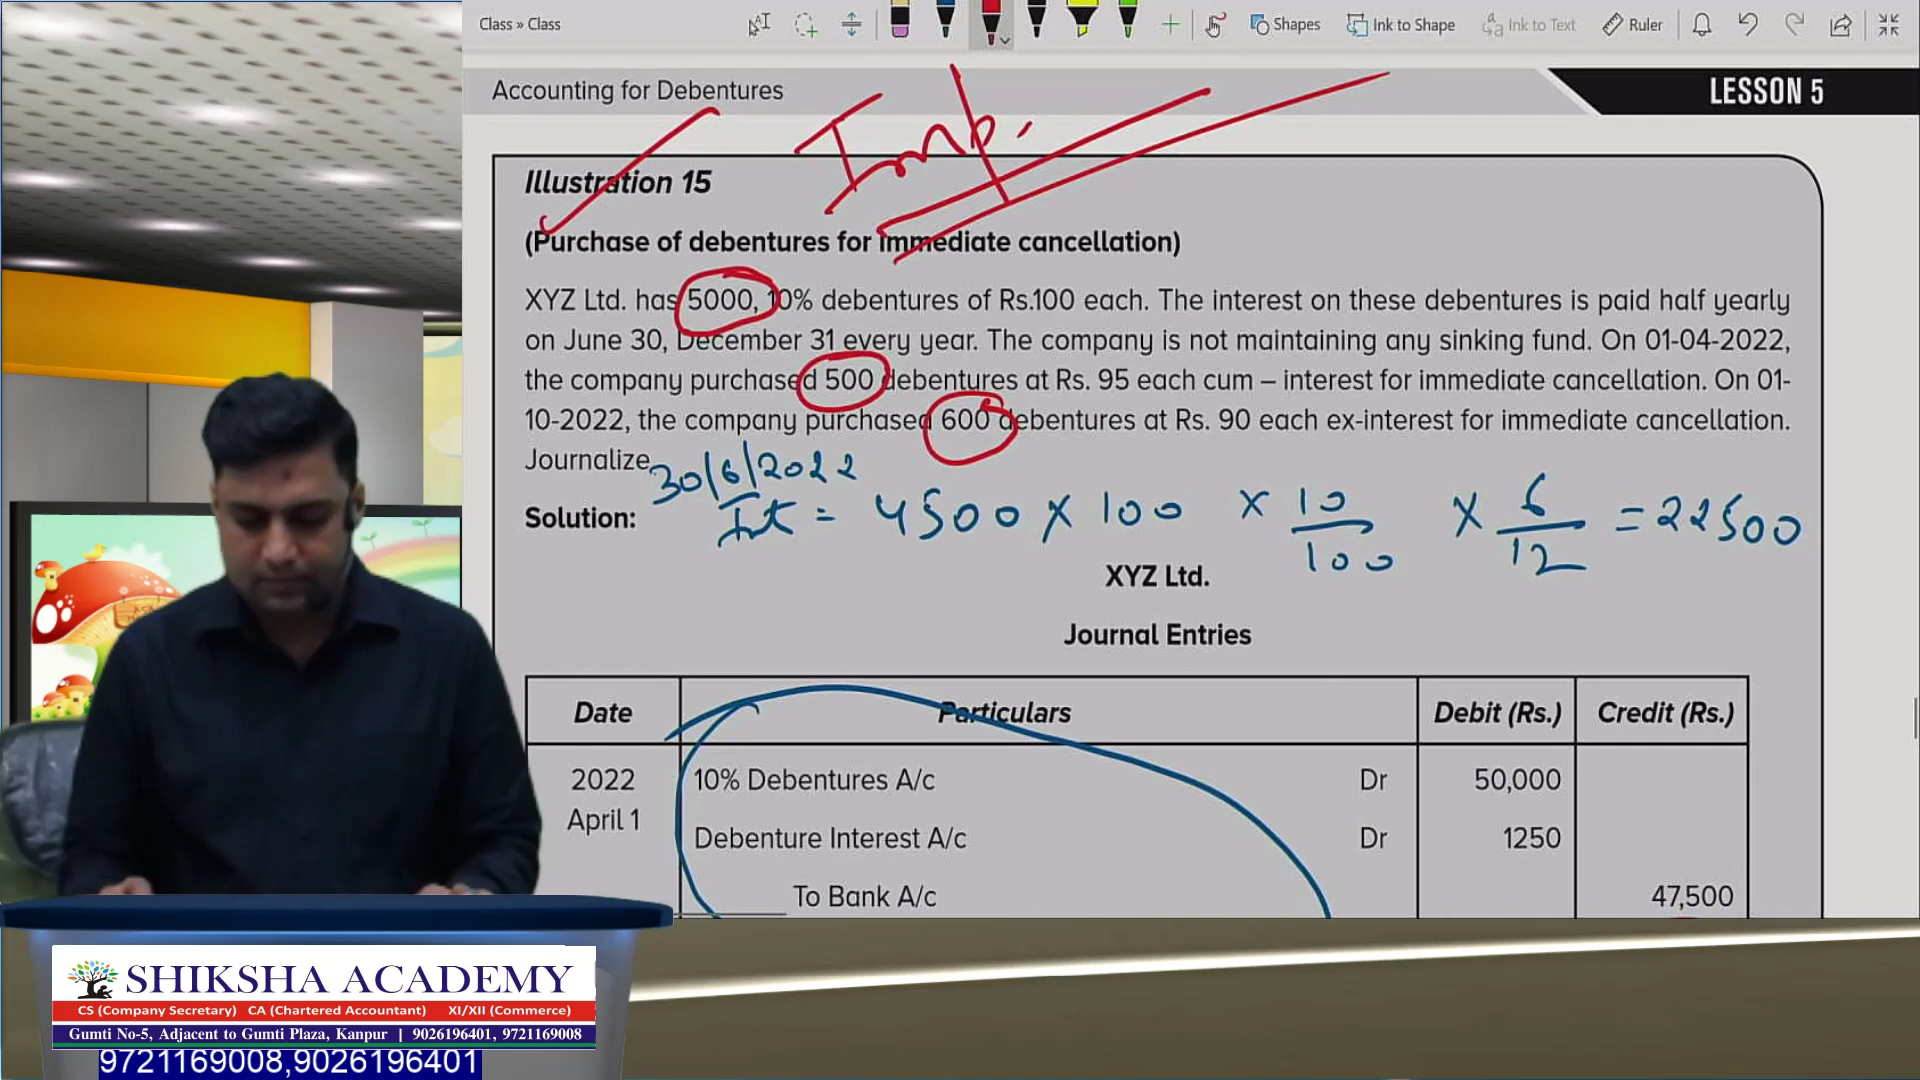 Class » Class
Shapes
Ink to Shape
Ink to Text
Ruler
Accounting for Debentures
LESSON 5
Imp.
Illustration 15
(Purchase of debentures for immediate cancellation)
XYZ Ltd. has 5000, 10% debentures of Rs.100 each. The interest on these debentures is paid half yearly
on June 30, December 31 every year. The company is not maintaining any sinking fund. On 01-04-2022,
the company purchased 500 debentures at Rs. 95 each cum – interest for immediate cancellation. On 01-
10-2022, the company purchased 600 debentures at Rs. 90 each ex-interest for immediate cancellation.
Journalize
30/6/2022
Solution:
Int = 4500 × 100 × 10/100 × 6/12 = 22500
XYZ Ltd.
Journal Entries
Date Particulars Debit (Rs.) Credit (Rs.)
2022 10% Debentures A/c Dr 50,000
April 1
Debenture Interest A/c Dr 1250
To Bank A/c 47,500
SHIKSHA ACADEMY
CS (Company Secretary) CA (Chartered Accountant) XI/XII (Commerce)
Gumti No-5, Adjacent to Gumti Plaza, Kanpur | 9026196401, 9721169008
9721169008,9026196401